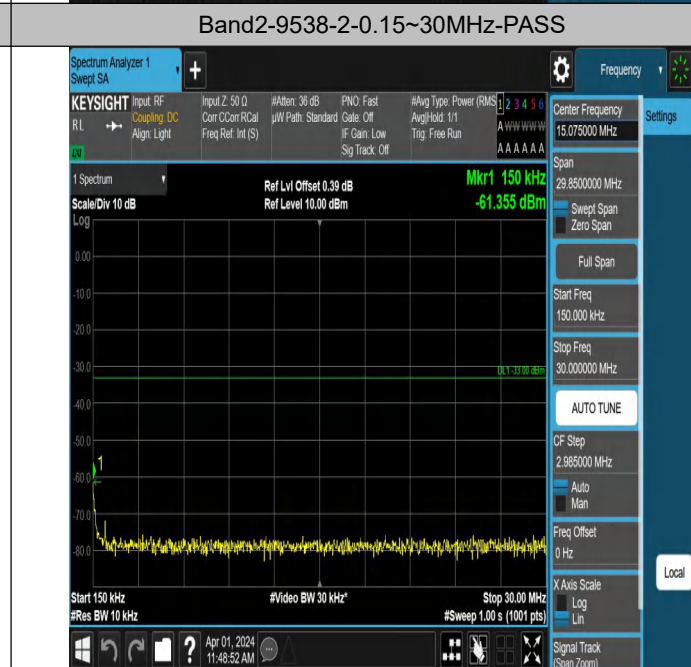 Band2-9538-2-0.15~30MHz-PASS
Spectrum Analyzer 1
Swept SA
+
Frequency
KEYSIGHT
RL
Input: RF
Coupling: DC
Align: Light
Input Z: 50 Ω
Corr CCorr RCal
Freq Ref: Int (S)
#Atten: 36 dB
µW Path: Standard
PNO: Fast
Gate: Off
IF Gain: Low
Sig Track: Off
#Avg Type: Power (RMS
Avg|Hold: 1/1
Trig: Free Run
1 2 3 4 5 6
A W W W W W
A A A A A A
1 Spectrum
Scale/Div 10 dB
Log
Ref Lvl Offset 0.39 dB
Ref Level 10.00 dBm
Mkr1 150 kHz
-61.355 dBm
0.00
-10.0
-20.0
-30.0
-40.0
-50.0
-60.0
-70.0
-80.0
DL1 -33.00 dBm
1
Start 150 kHz
#Res BW 10 kHz
#Video BW 30 kHz*
Stop 30.00 MHz
#Sweep 1.00 s (1001 pts)
?
Apr 01, 2024
11:48:52 AM
Center Frequency
15.075000 MHz
Settings
Span
29.8500000 MHz
Swept Span
Zero Span
Full Span
Start Freq
150.000 kHz
Stop Freq
30.000000 MHz
AUTO TUNE
CF Step
2.985000 MHz
Auto
Man
Freq Offset
0 Hz
X Axis Scale
Log
Lin
Local
Signal Track
(Span Zoom)